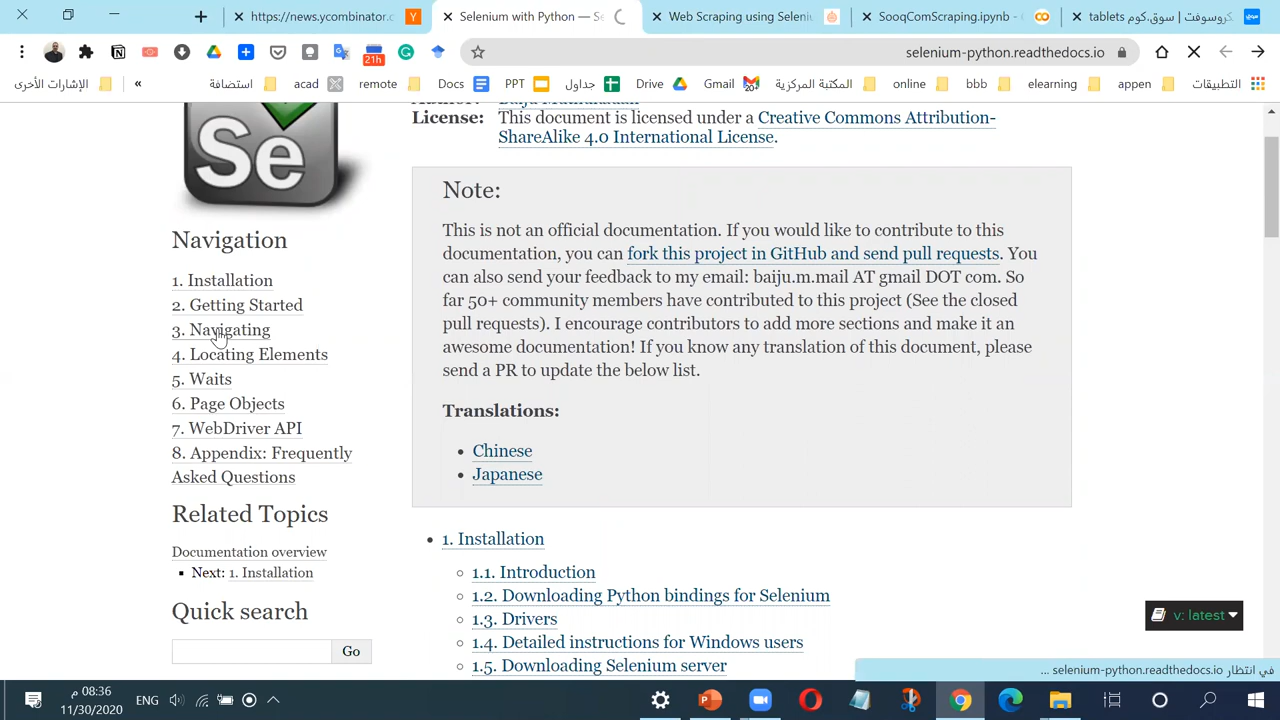 https://news.ycombinator.c
Selenium with Python — Se
Web Scraping using Seleni
SooqComScraping.ipynb -
كروسوفت | سوق.كوم tablets
selenium-python.readthedocs.io
21h
الإشارات الأخرى
«
استضافة
acad
remote
Docs
PPT
جداول
Drive
Gmail
المكتبة المركزية
online
bbb
elearning
appen
التطبيقات
Se
License: This document is licensed under a Creative Commons Attribution-
ShareAlike 4.0 International License.
Navigation
1. Installation
2. Getting Started
3. Navigating
4. Locating Elements
5. Waits
6. Page Objects
7. WebDriver API
8. Appendix: Frequently
Asked Questions
Related Topics
Documentation overview
Next: 1. Installation
Quick search
Go
Note:
This is not an official documentation. If you would like to contribute to this
documentation, you can fork this project in GitHub and send pull requests. You
can also send your feedback to my email: baiju.m.mail AT gmail DOT com. So
far 50+ community members have contributed to this project (See the closed
pull requests). I encourage contributors to add more sections and make it an
awesome documentation! If you know any translation of this document, please
send a PR to update the below list.
Translations:
Chinese
Japanese
1. Installation
1.1. Introduction
1.2. Downloading Python bindings for Selenium
1.3. Drivers
1.4. Detailed instructions for Windows users
1.5. Downloading Selenium server
v: latest
في انتظار selenium-python.readthedocs.io ...
08:36 م
11/30/2020
ENG